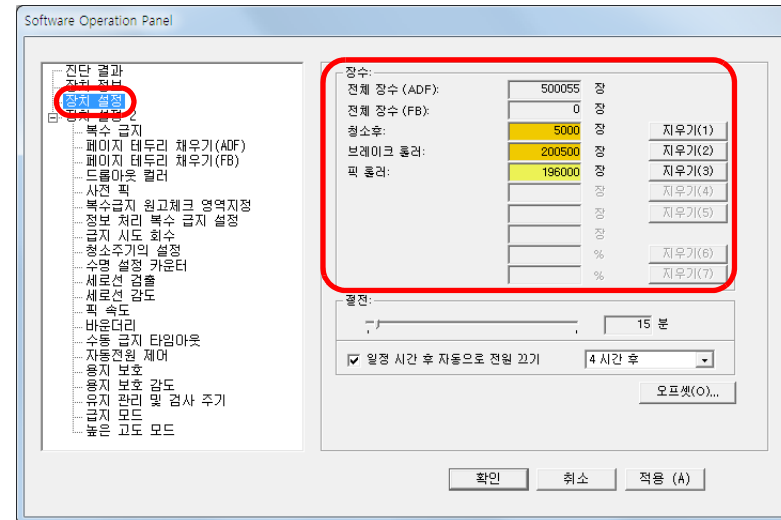 Software Operation Panel
진단 결과
장치 정보
장치 설정
장치 설정 2
복수 급지
페이지 테두리 채우기(ADF)
페이지 테두리 채우기(FB)
드롭아웃 컬러
사전 픽
복수급지 원고체크 영역지정
정보 처리 복수 급지 설정
급지 시도 회수
청소주기의 설정
수명 설정 카운터
세로선 검출
세로선 감도
픽 속도
바운더리
수동 급지 타임아웃
자동전원 제어
용지 보호
용지 보호 감도
유지 관리 및 검사 주기
급지 모드
높은 고도 모드
장수:
전체 장수 (ADF): 500055 장
전체 장수 (FB): 0 장
청소후: 5000 장 지우기(1)
브레이크 롤러: 200500 장 지우기(2)
픽 롤러: 196000 장 지우기(3)
장 지우기(4)
장 지우기(5)
장
% 지우기(6)
% 지우기(7)
절전:
15 분
일정 시간 후 자동으로 전원 끄기 4 시간 후
오프셋(O)...
확인 취소 적용 (A)